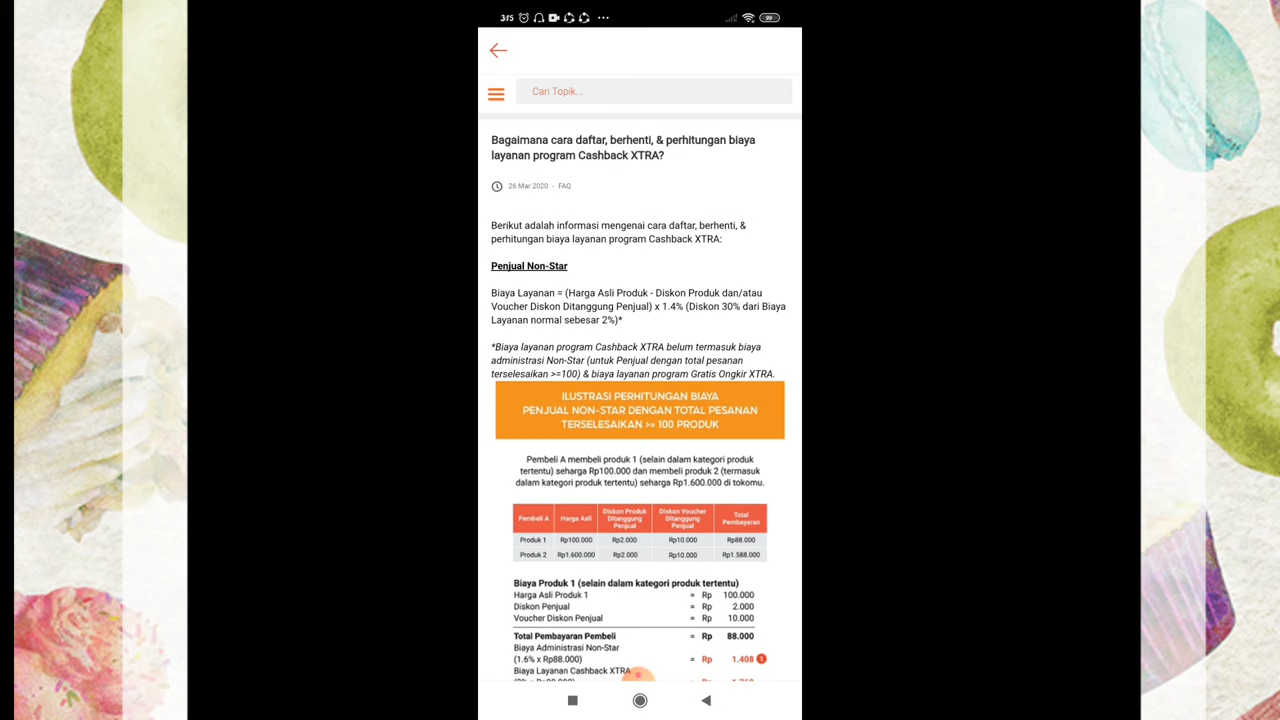 3:15
99
Cari Topik...
Bagaimana cara daftar, berhenti, & perhitungan biaya
layanan program Cashback XTRA?
26 Mar 2020 - FAQ
Berikut adalah informasi mengenai cara daftar, berhenti, &
perhitungan biaya layanan program Cashback XTRA:
Penjual Non-Star
Biaya Layanan = (Harga Asli Produk - Diskon Produk dan/atau
Voucher Diskon Ditanggung Penjual) x 1.4% (Diskon 30% dari Biaya
Layanan normal sebesar 2%)*
*Biaya layanan program Cashback XTRA belum termasuk biaya
administrasi Non-Star (untuk Penjual dengan total pesanan
terselesaikan >=100) & biaya layanan program Gratis Ongkir XTRA.
ILUSTRASI PERHITUNGAN BIAYA
PENJUAL NON-STAR DENGAN TOTAL PESANAN
TERSELESAIKAN >= 100 PRODUK
Pembeli A membeli produk 1 (selain dalam kategori produk
tertentu) seharga Rp100.000 dan membeli produk 2 (termasuk
dalam kategori produk tertentu) seharga Rp1.600.000 di tokomu.
Pembeli A Harga Asli Diskon Produk Ditanggung Penjual Diskon Voucher Ditanggung Penjual Total Pembayaran
Produk 1 Rp100.000 Rp2.000 Rp10.000 Rp88.000
Produk 2 Rp1.600.000 Rp2.000 Rp10.000 Rp1.588.000
Biaya Produk 1 (selain dalam kategori produk tertentu)
Harga Asli Produk 1 = Rp 100.000
Diskon Penjual = Rp 2.000
Voucher Diskon Penjual = Rp 10.000
Total Pembayaran Pembeli = Rp 88.000
Biaya Administrasi Non-Star
(1.6% x Rp88.000) = Rp 1.408 1
Biaya Layanan Cashback XTRA